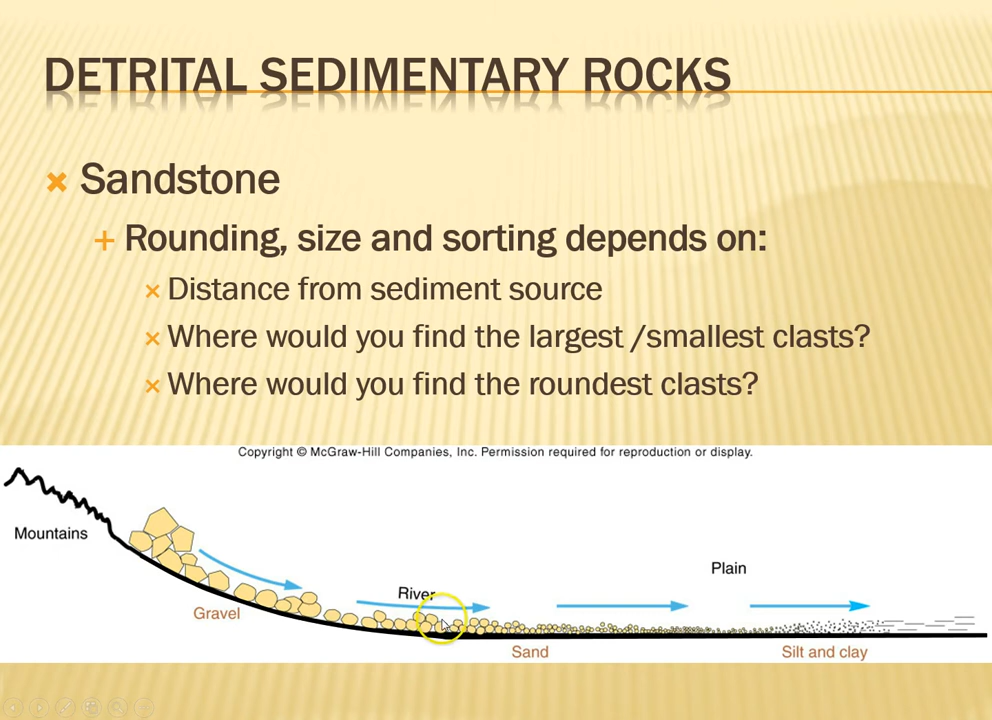 DETRITAL SEDIMENTARY ROCKS
Sandstone
Rounding, size and sorting depends on:
Distance from sediment source
Where would you find the largest /smallest clasts?
Where would you find the roundest clasts?
Copyright © McGraw-Hill Companies, Inc. Permission required for reproduction or display.
Mountains
Plain
River
Gravel
Sand
Silt and clay